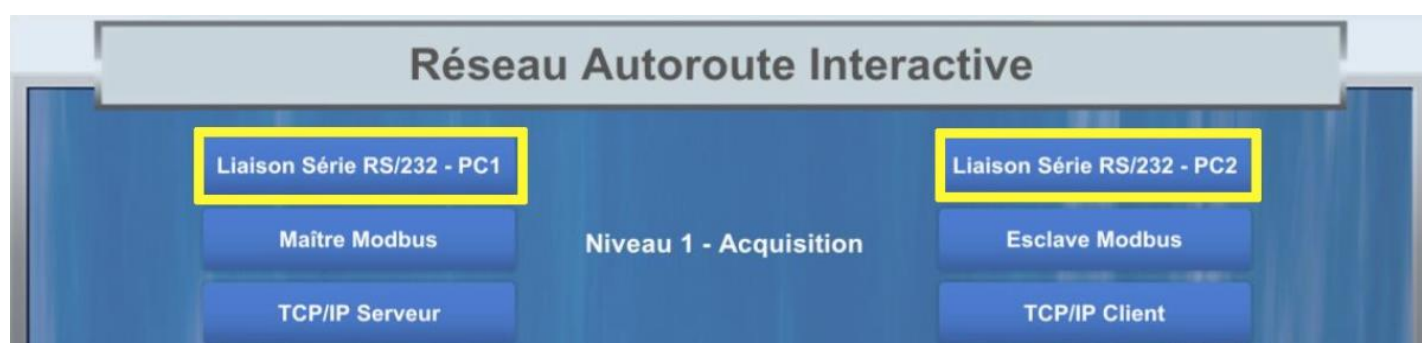 Réseau Autoroute Interactive
Liaison Série RS/232 - PC1
Liaison Série RS/232 - PC2
Maître Modbus
Niveau 1 - Acquisition
Esclave Modbus
TCP/IP Serveur
TCP/IP Client